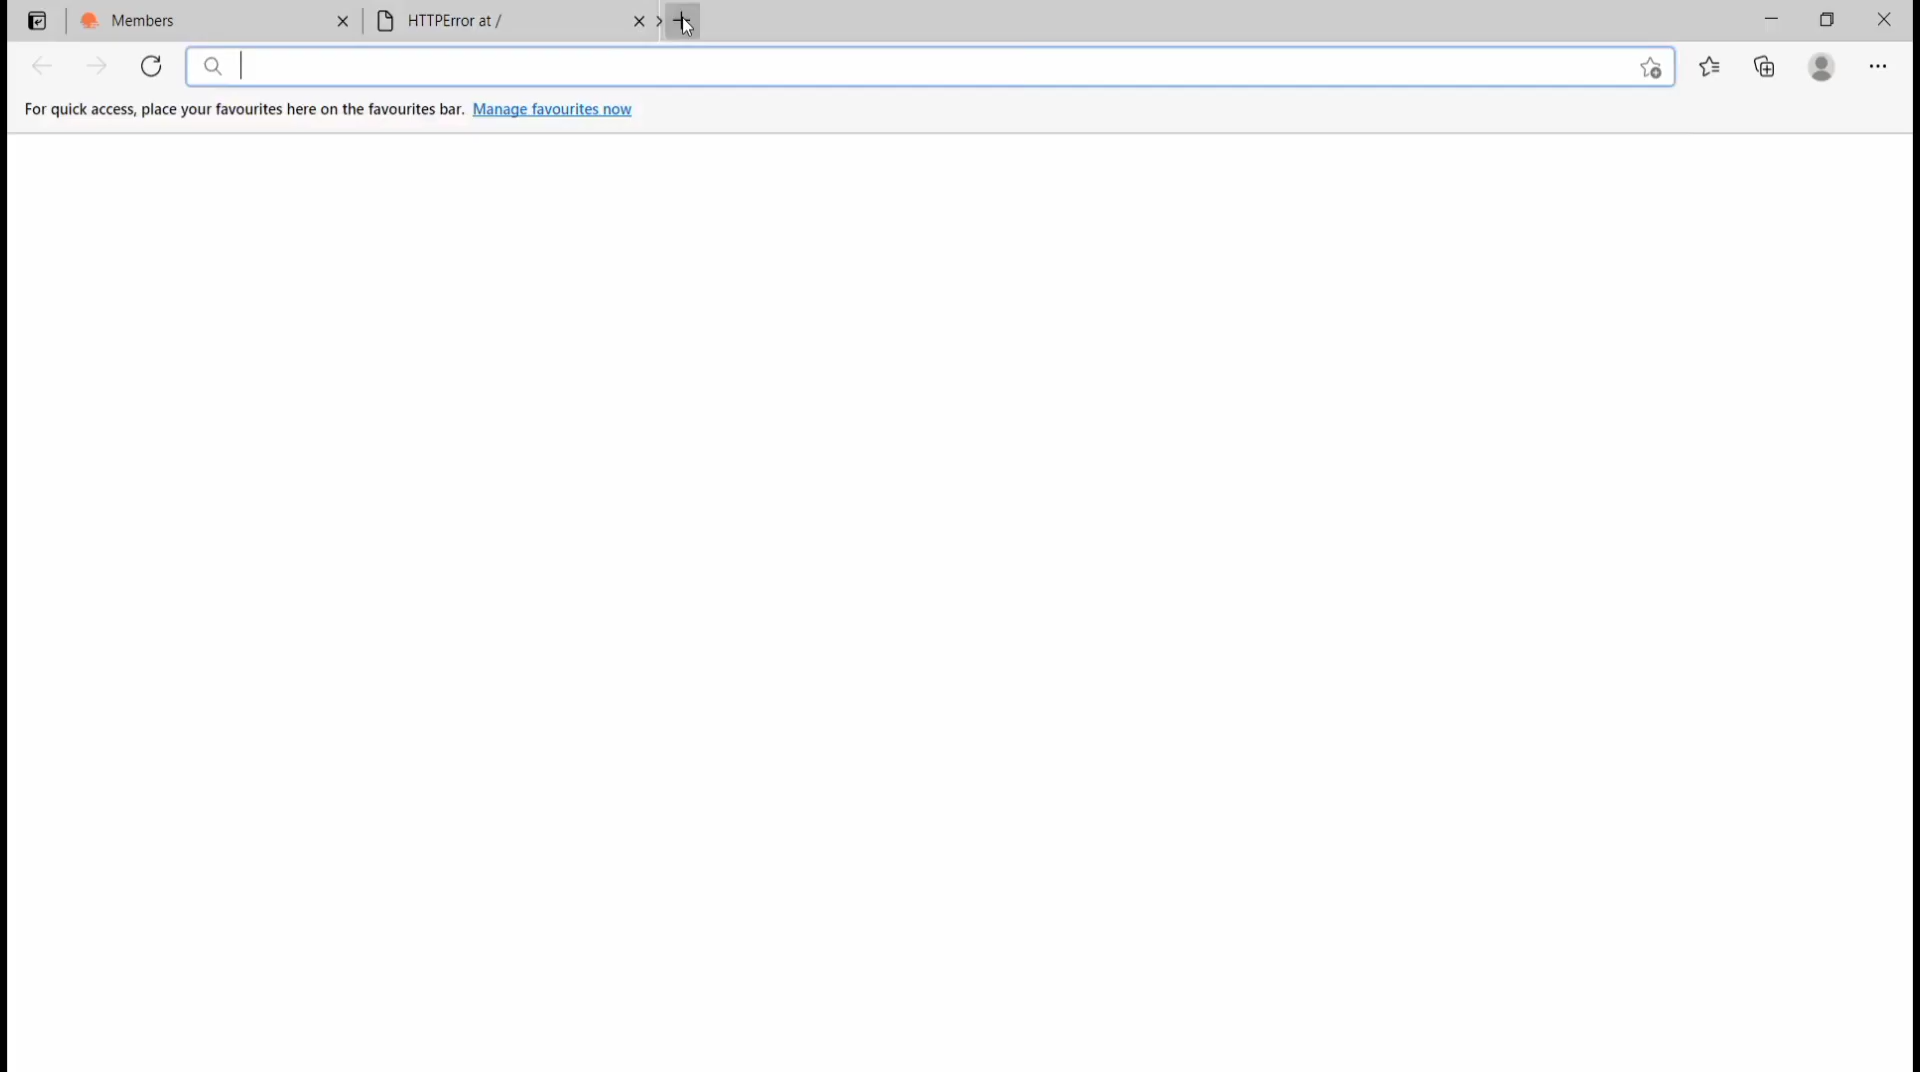 Members
HTTPError at /
For quick access, place your favourites here on the favourites bar. Manage favourites now